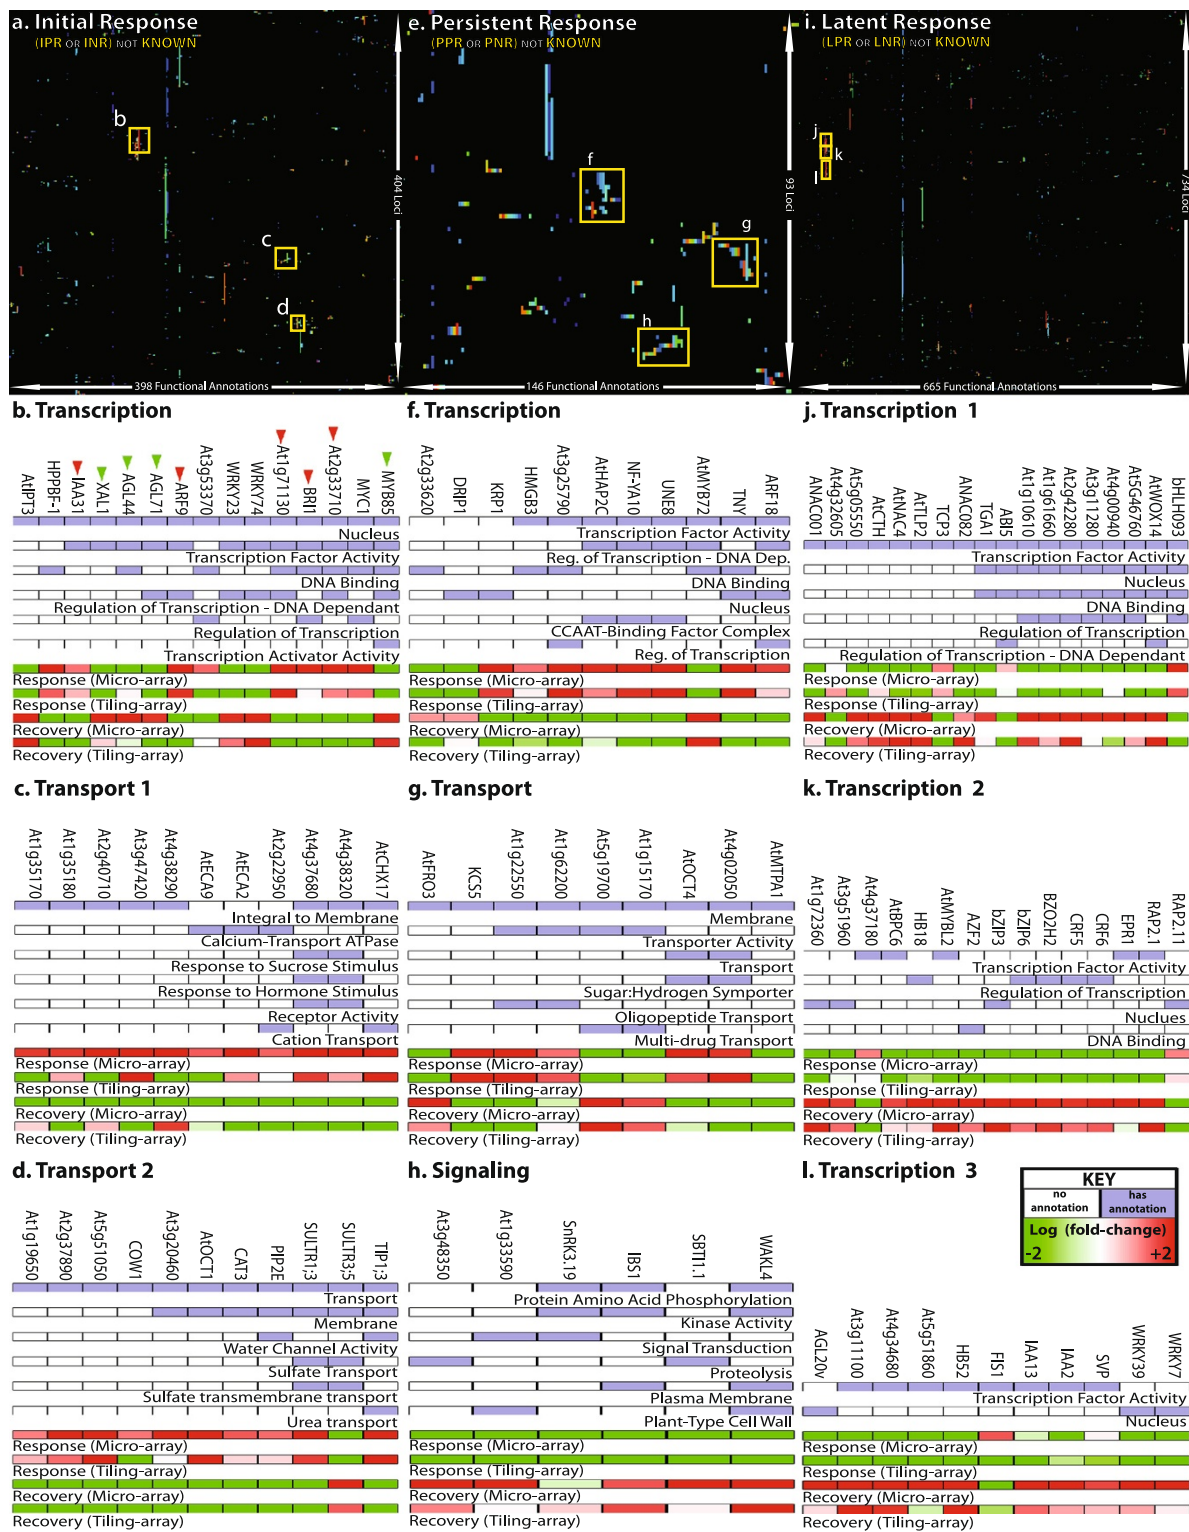 a. Initial Response
(IPR OR INR) NOT KNOWN
b
c
d
404 Loci
398 Functional Annotations
e. Persistent Response
(PPR OR PNR) NOT KNOWN
f
g
h
93 Loci
146 Functional Annotations
i. Latent Response
(LPR OR LNR) NOT KNOWN
j
k
l
734 Loci
665 Functional Annotations
b. Transcription
AtIPT3
HPPBF-1
IAA31
XAL1
AGL44
AGL71
ARF9
At3g53370
WRKY23
WRKY74
At1g71130
BRI1
At2g33710
MYC1
MYB85
Nucleus
Transcription Factor Activity
DNA Binding
Regulation of Transcription - DNA Dependant
Regulation of Transcription
Transcription Activator Activity
Response (Micro-array)
Response (Tiling-array)
Recovery (Micro-array)
Recovery (Tiling-array)
f. Transcription
At2g33620
DRIP1
KRP1
HMGB3
At3g25790
AtHAP2C
NF-YA10
UNE8
AtMYB72
TNY
ARF18
Transcription Factor Activity
Reg. of Transcription - DNA Dep.
DNA Binding
Nucleus
CCAAT-Binding Factor Complex
Reg. of Transcription
Response (Micro-array)
Response (Tiling-array)
Recovery (Micro-array)
Recovery (Tiling-array)
j. Transcription 1
ANAC001
At4g32605
At5g05550
AtCTH
AtNAC4
AtTLP2
TCP3
ANAC082
TGA1
ABI5
At1g10610
At1g61660
At2g42280
At3g11280
At4g00940
At5G46760
AtWOX14
bHLH093
Transcription Factor Activity
Nucleus
DNA Binding
Regulation of Transcription
Regulation of Transcription - DNA Dependant
Response (Micro-array)
Response (Tiling-array)
Recovery (Micro-array)
Recovery (Tiling-array)
c. Transport 1
At1g35170
At1g35180
At2g40710
At3g47420
At4g38290
AtECA9
AtECA2
At2g22950
At4g37680
At4g38320
AtCHX17
Integral to Membrane
Calcium-Transport ATPase
Response to Sucrose Stimulus
Response to Hormone Stimulus
Receptor Activity
Cation Transport
Response (Micro-array)
Response (Tiling-array)
Recovery (Micro-array)
Recovery (Tiling-array)
g. Transport
AtFRO3
KCS5
At1g22550
At1g62200
At5g19700
At1g15170
AtOCT4
At4g02050
AtMTPA1
Membrane
Transporter Activity
Transport
Sugar:Hydrogen Symporter
Oligopeptide Transport
Multi-drug Transport
Response (Micro-array)
Response (Tiling-array)
Recovery (Micro-array)
Recovery (Tiling-array)
k. Transcription 2
At1g72360
At3g51960
At4g37180
AtBPC6
HB18
AtMYBL2
AZF2
bZIP3
bZIP6
BZO2H2
CRF5
CRF6
EPR1
RAP2.1
RAP2.11
Transcription Factor Activity
Regulation of Transcription
Nuclues
DNA Binding
Response (Micro-array)
Response (Tiling-array)
Recovery (Micro-array)
Recovery (Tiling-array)
d. Transport 2
At1g19650
At2g37890
At5g51050
COW1
At3g20460
AtOCT1
CAT3
PIP2E
SULTR1;3
SULTR3;5
TIP1;3
Transport
Membrane
Water Channel Activity
Sulfate Transport
Sulfate transmembrane transport
Urea transport
Response (Micro-array)
Response (Tiling-array)
Recovery (Micro-array)
Recovery (Tiling-array)
h. Signaling
At3g48350
At1g33590
SnRK3.19
IBS1
SBTI1.1
WAKL4
Protein Amino Acid Phosphorylation
Kinase Activity
Signal Transduction
Proteolysis
Plasma Membrane
Plant-Type Cell Wall
Response (Micro-array)
Response (Tiling-array)
Recovery (Micro-array)
Recovery (Tiling-array)
l. Transcription 3
KEY
no annotation
has annotation
Log (fold-change)
-2
+2
AGL20v
At3g11100
At4g34680
At5g51860
HB52
FIS1
IAA13
IAA2
SVP
WRKY39
WRKY7
Transcription Factor Activity
Nucleus
Response (Micro-array)
Response (Tiling-array)
Recovery (Micro-array)
Recovery (Tiling-array)